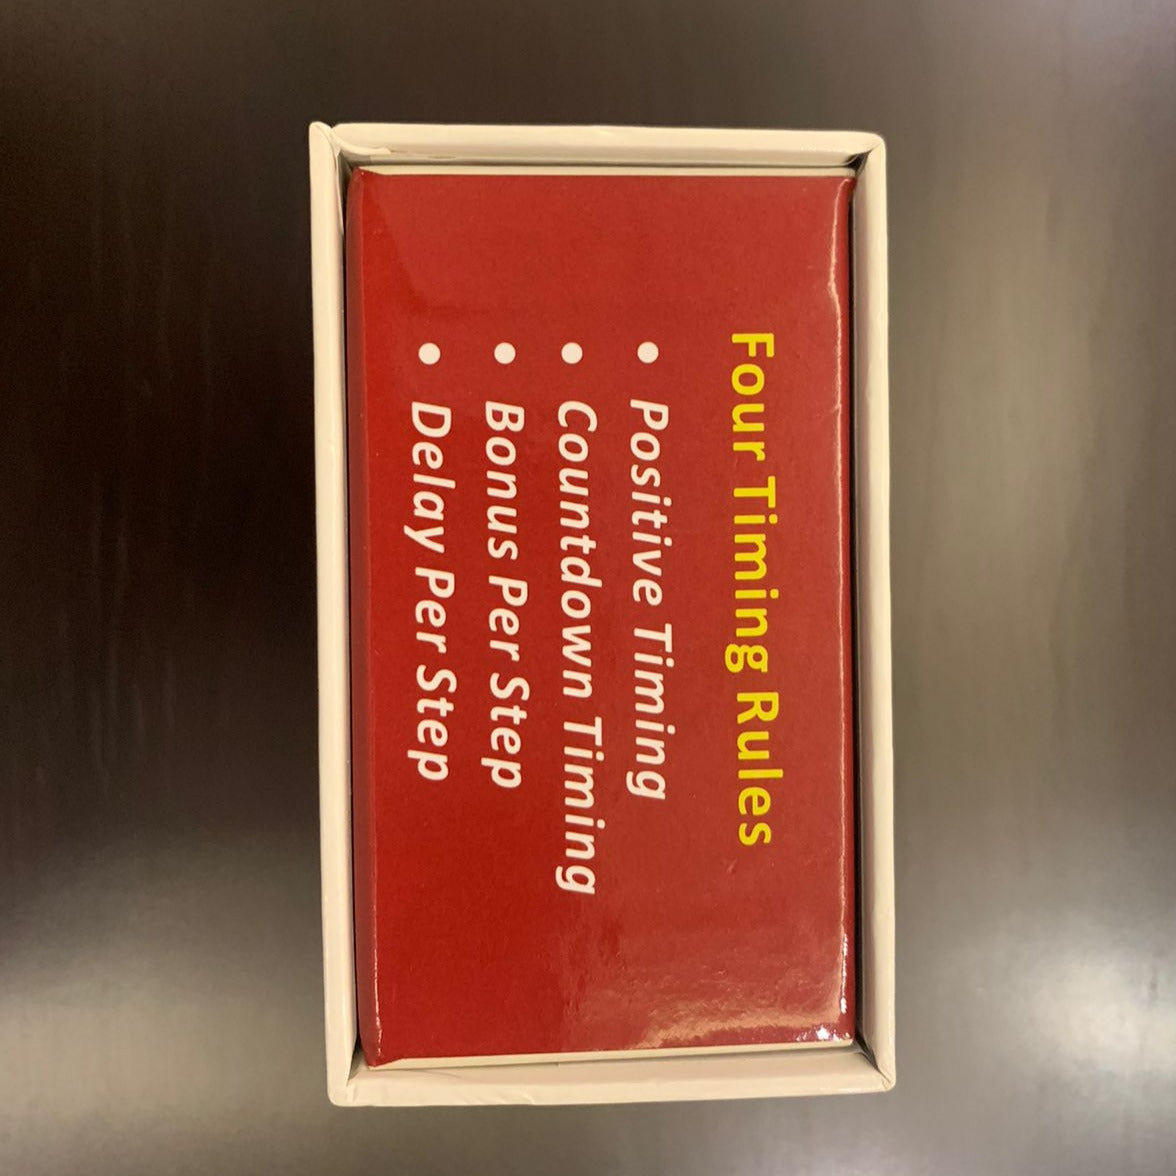 Four Timing Rules
• Positive Timing
• Countdown Timing
• Bonus Per Step
• Delay Per Step